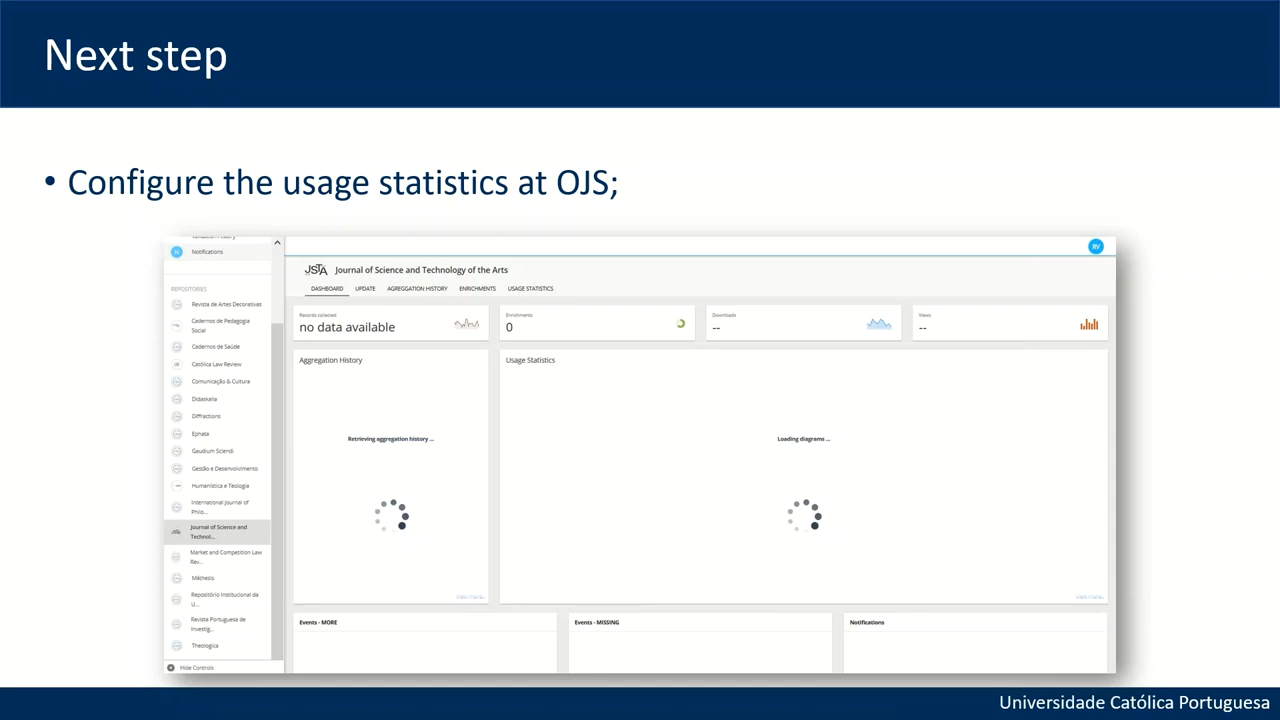 Next step
• Configure the usage statistics at OJS;
N
Notifications
REPOSITORIES
Revista de Artes Decorativas
Cadernos de Pedagogia
Social
Cadernos de Saúde
Católica Law Review
Comunicação & Cultura
Didaskalia
Diffractions
Ephata
Gaudium Sciendi
Gestão e Desenvolvimento
Humanística e Teologia
International Journal of
Philo...
Journal of Science and
Technol...
Market and Competition Law
Rev...
Máthesis
Repositório Institucional da
U...
Revista Portuguesa de
Investig...
Theologica
Hide Controls
RV
JSTA Journal of Science and Technology of the Arts
DASHBOARD UPDATE AGREGGATION HISTORY ENRICHMENTS USAGE STATISTICS
Records collected
no data available
Enrichments
0
Downloads
--
Views
--
Aggregation History
Retrieving aggregation history ...
Usage Statistics
Loading diagrams ...
Events - MORE
Events - MISSING
Notifications
Universidade Católica Portuguesa